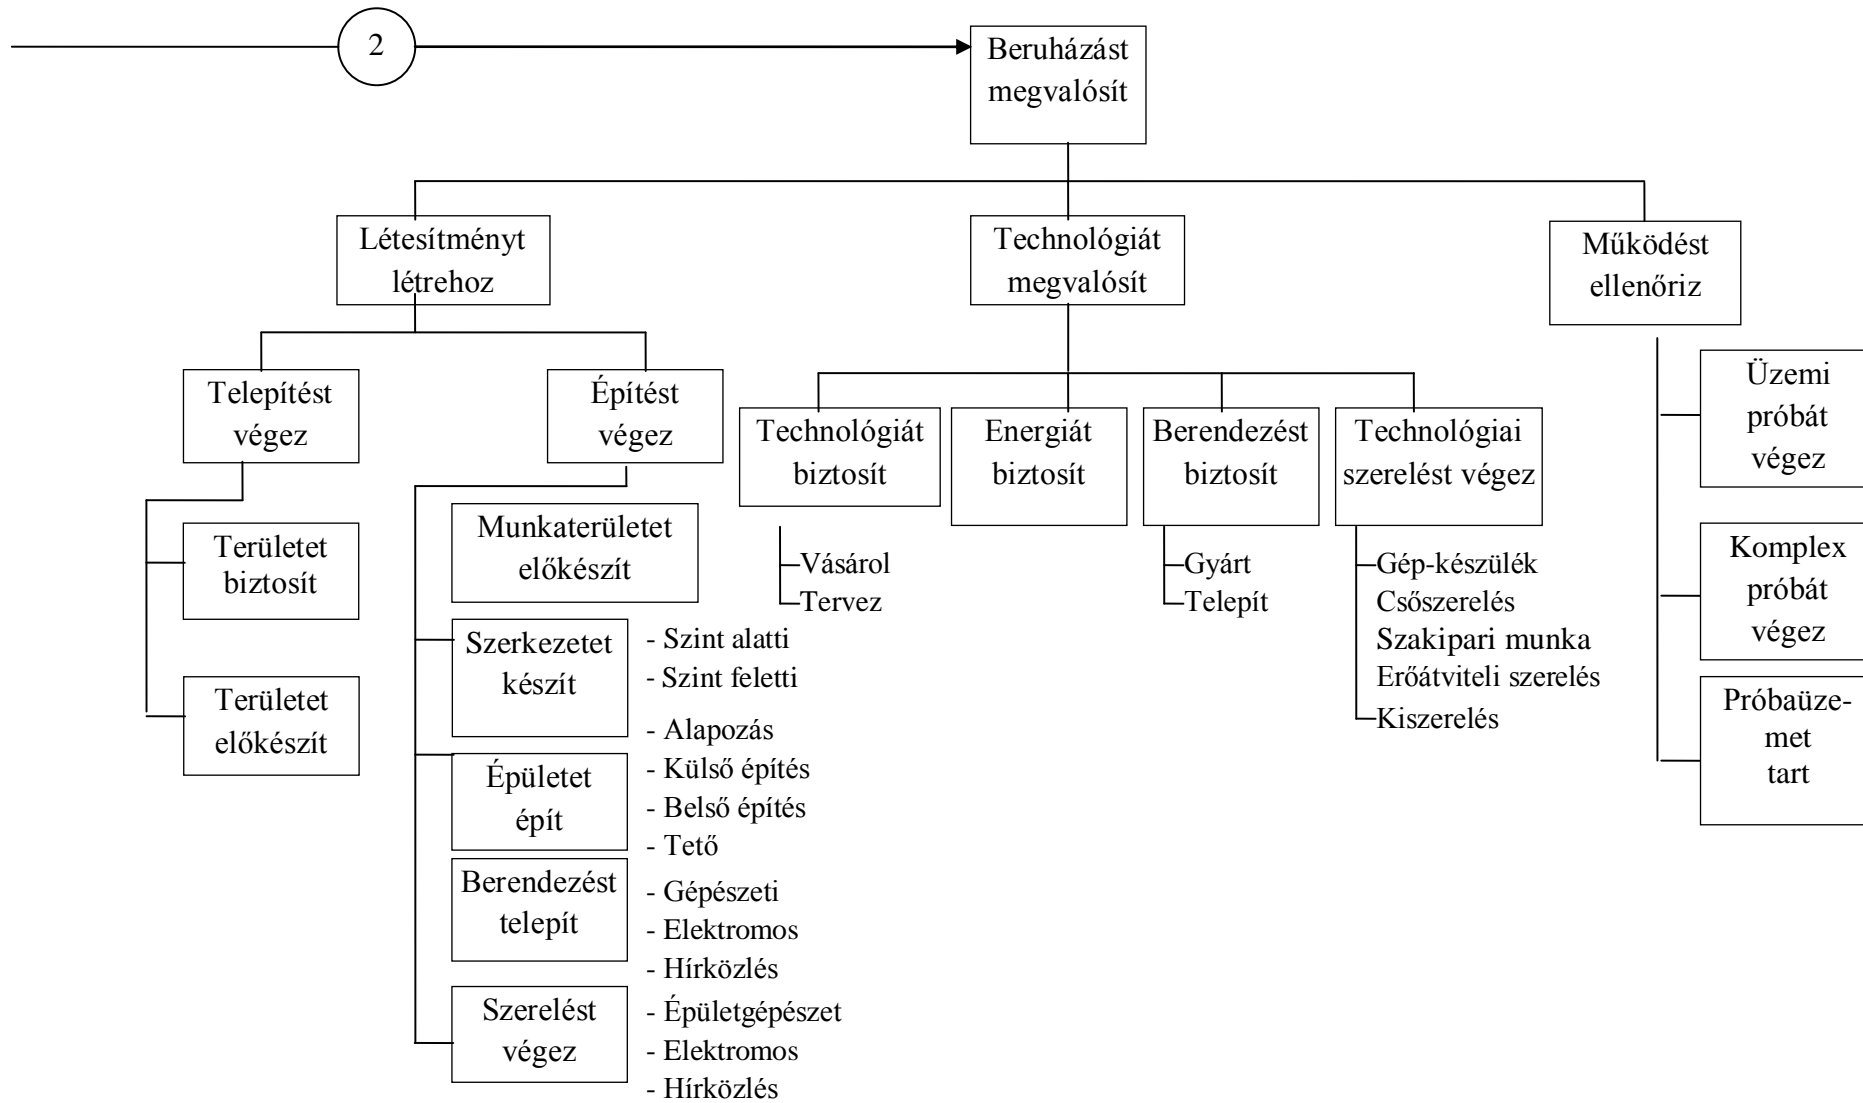 2
Beruházást
megvalósít
Létesítményt
létrehoz
Technológiát
megvalósít
Működést
ellenőriz
Telepítést
végez
Építést
végez
Technológiát
biztosít
Energiát
biztosít
Berendezést
biztosít
Technológiai
szerelést végez
Üzemi
próbát
végez
Területet
biztosít
Területet
előkészít
Munkaterületet
előkészít
Szerkezetet
készít
- Szint alatti
- Szint feletti
Épületet
épít
- Alapozás
- Külső építés
- Belső építés
- Tető
Berendezést
telepít
- Gépészeti
- Elektromos
- Hírközlés
Szerelést
végez
- Épületgépészet
- Elektromos
- Hírközlés
Vásárol
Tervez
Gyárt
Telepít
Gép-készülék
Csőszerelés
Szakipari munka
Erőátviteli szerelés
Kiszerelés
Komplex
próbát
végez
Próbaüze-
met
tart